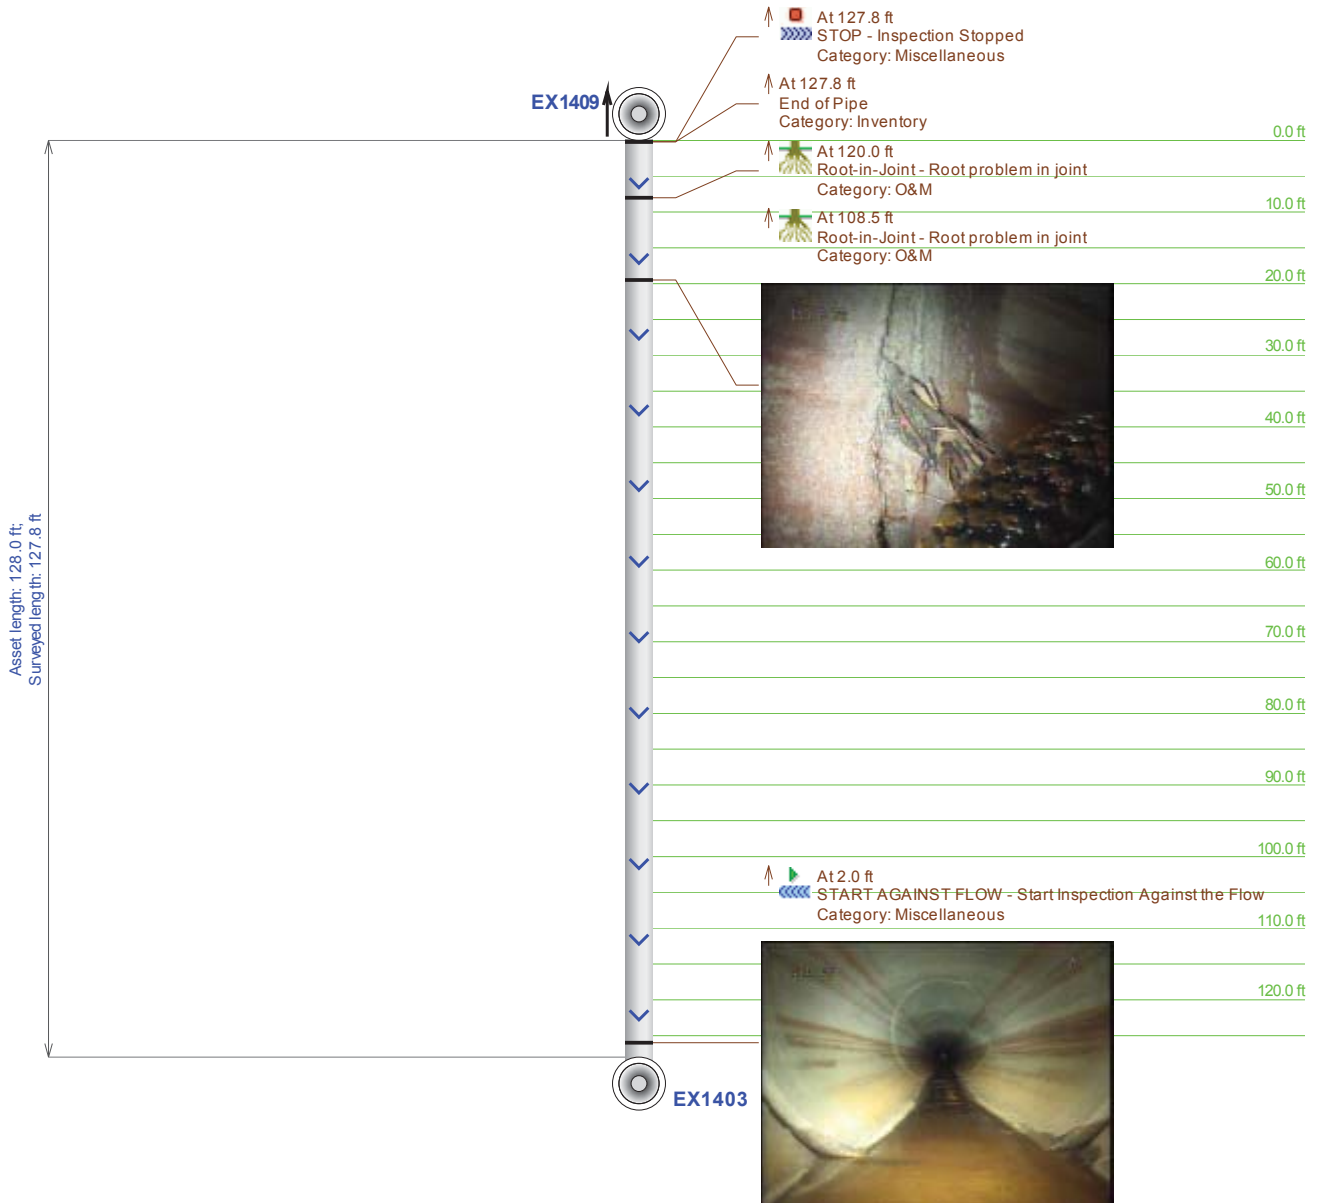 At 127.8 ft
STOP - Inspection Stopped
Category: Miscellaneous
At 127.8 ft
End of Pipe
Category: Inventory
EX1409
0.0 ft
At 120.0 ft
Root-in-Joint - Root problem in joint
Category: O&M
10.0 ft
At 108.5 ft
Root-in-Joint - Root problem in joint
Category: O&M
20.0 ft
30.0 ft
40.0 ft
50.0 ft
60.0 ft
Asset length: 128.0 ft;
Surveyed length: 127.8 ft
70.0 ft
80.0 ft
90.0 ft
100.0 ft
At 2.0 ft
START AGAINST FLOW - Start Inspection Against the Flow
Category: Miscellaneous
110.0 ft
120.0 ft
EX1403